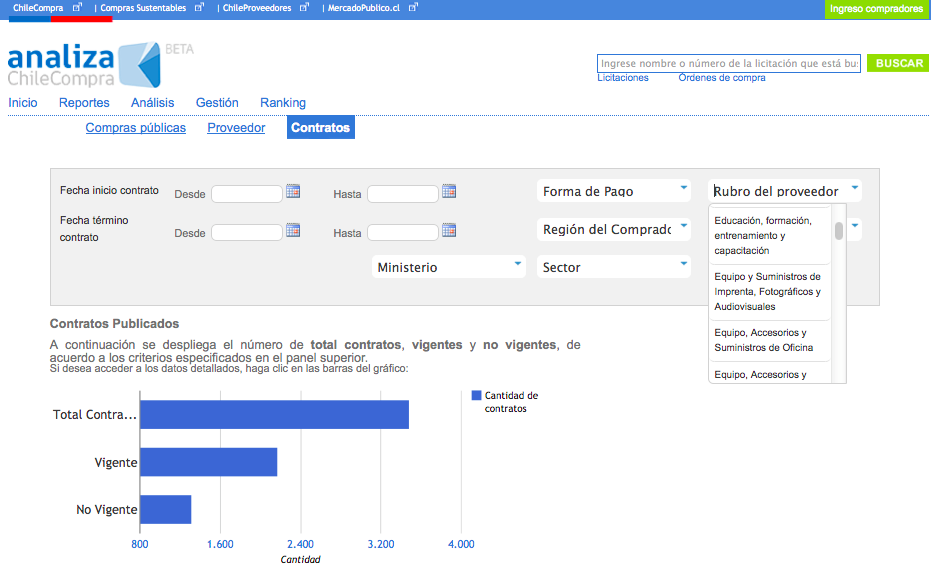 ChileCompra | Compras Sustentables | ChileProveedores | MercadoPublico.cl Ingreso compradores
analiza BETA
ChileCompra
Ingrese nombre o número de la licitación que está bus BUSCAR
Licitaciones Ordenes de compra
Inicio Reportes Análisis Gestión Ranking
Compras públicas Proveedor Contratos
Fecha inicio contrato Desde Hasta Forma de Pago Rubro del proveedor
Fecha término
contrato Desde Hasta Región del Comprado
Ministerio Sector
Educación, formación,
entrenamiento y
capacitación
Equipo y Suministros de
Imprenta, Fotográficos y
Audiovisuales
Equipo, Accesorios y
Suministros de Oficina
Equipo, Accesorios y
Contratos Publicados
A continuación se despliega el número de total contratos, vigentes y no vigentes, de
acuerdo a los criterios especificados en el panel superior.
Si desea acceder a los datos detallados, haga clic en las barras del gráfico:
Cantidad de
contratos
Total Contra...
Vigente
No Vigente
800 1.600 2.400 3.200 4.000
Cantidad